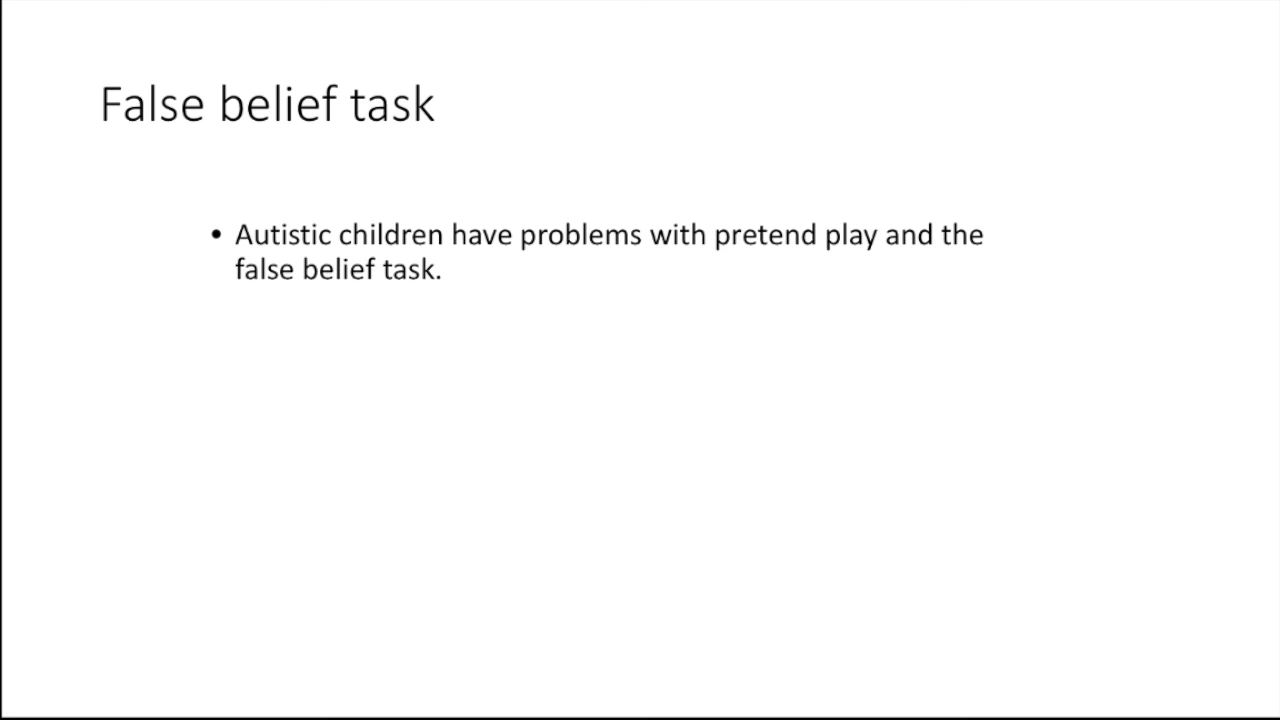 False belief task
• Autistic children have problems with pretend play and the
false belief task.